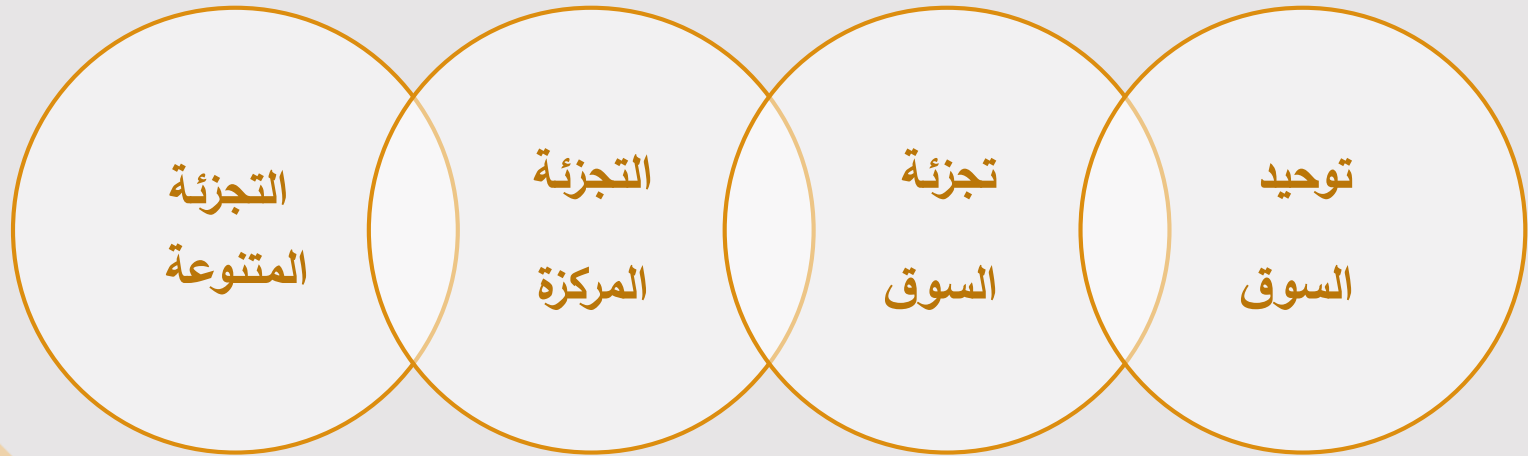 توحيد
السوق
تجزئة
السوق
التجزئة
المركزة
التجزئة
المتنوعة